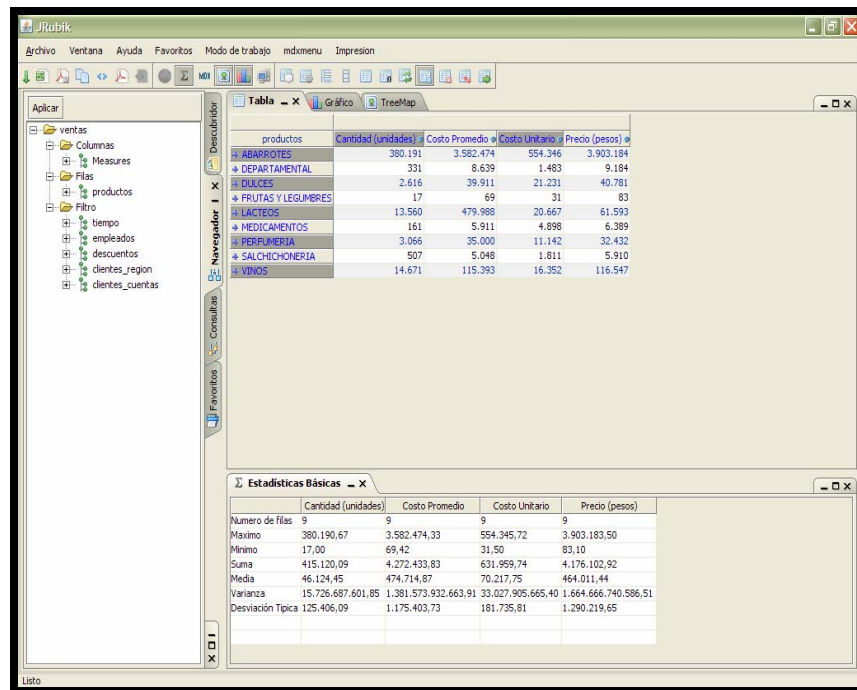 JRubik
Archivo Ventana Ayuda Favoritos Modo de trabajo mdxmenu Impresion
MDX
Aplicar
ventas
Columnas
Measures
Filas
productos
Filtro
tiempo
empleados
descuentos
clientes_region
clientes_cuentas
Descubridor
Navegador
Consultas
Favoritos
Tabla Gráfico TreeMap
productos Cantidad (unidades) Costo Promedio Costo Unitario Precio (pesos)
ABARROTES 380.191 3.582.474 554.346 3.903.184
DEPARTAMENTAL 331 8.639 1.483 9.184
DULCES 2.616 39.911 21.231 40.781
FRUTAS Y LEGUMBRES 17 69 31 83
LACTEOS 13.560 479.988 20.667 61.593
MEDICAMENTOS 161 5.911 4.898 6.389
PERFUMERIA 3.066 35.000 11.142 32.432
SALCHICHONERIA 507 5.048 1.811 5.910
VINOS 14.671 115.393 16.352 116.547
Σ Estadísticas Básicas
Cantidad (unidades) Costo Promedio Costo Unitario Precio (pesos)
Numero de filas 9 9 9 9
Maximo 380.190,67 3.582.474,33 554.345,72 3.903.183,50
Minimo 17,00 69,42 31,50 83,10
Suma 415.120,09 4.272.433,83 631.959,74 4.176.102,92
Media 46.124,45 474.714,87 70.217,75 464.011,44
Varianza 15.726.687.601,85 1.381.573.932.663,91 33.027.905.665,40 1.664.666.740.586,51
Desviación Tipica 125.406,09 1.175.403,73 181.735,81 1.290.219,65
Listo